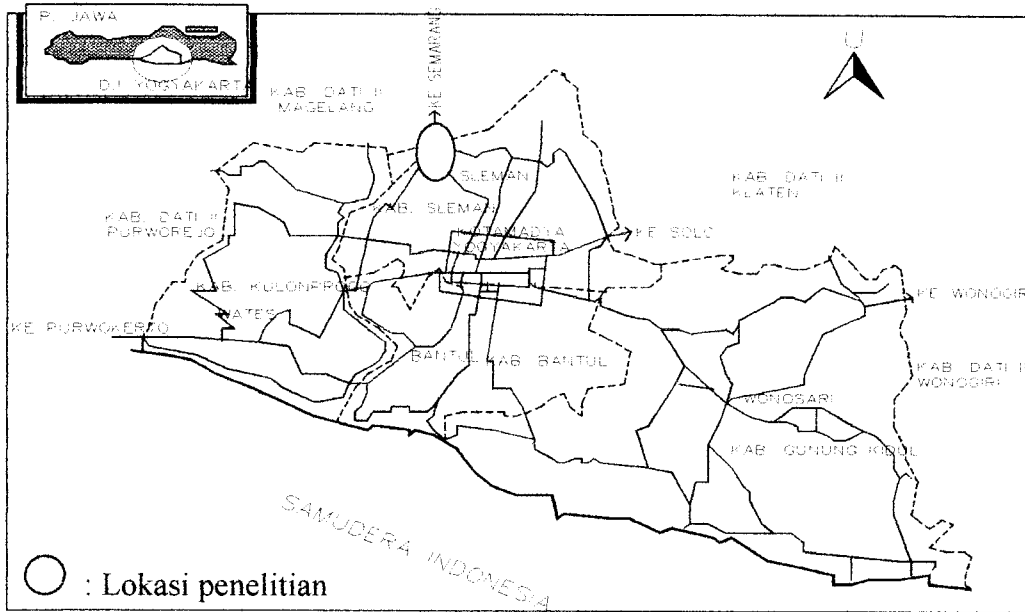 P. JAWA
D.I. YOGYAKARTA
KE SEMARANG
U
KAB. DATI II
MAGELANG
SLEMAN
KAB. DATI II
KLATEN
KAB. SLEMAN
KAB. DATI II
PURWOREJO
KOTAMADYA
YOGYAKARTA
KE SOLO
KAB. KULONPROGO
KE WONOGIRI
WATES
KE PURWOKERJO
BANTUL
KAB. BANTUL
KAB. DATI II
WONOGIRI
WONOSARI
KAB. GUNUNG KIDUL
SAMUDERA INDONESIA
: Lokasi penelitian